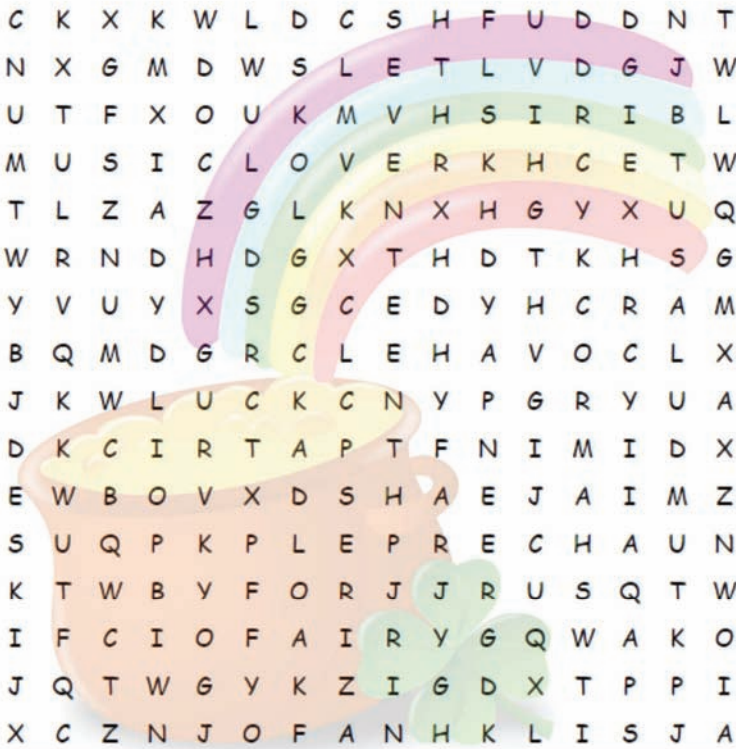 C K X K W L D C S H F U D D N T
N X G M D W S L E T L V D G J W
U T F X O U K M V H S I R I B L
M U S I C L O V E R K H C E T W
T L Z A Z G L K N X H G Y X U Q
W R N D H D G X T H D T K H S G
Y V U Y X S G C E D Y H C R A M
B Q M D G R C L E H A V O C L X
J K W L U C K C N Y P G R Y U A
D K C I R T A P T F N I M I D X
E W B O V X D S H A E J A I M Z
S U Q P K P L E P R E C H A U N
K T W B Y F O R J J R U S Q T W
I F C I O F A I R Y G Q W A K O
J Q T W G Y K Z I G D X T P P I
X C Z N J O F A N H K L I S J A